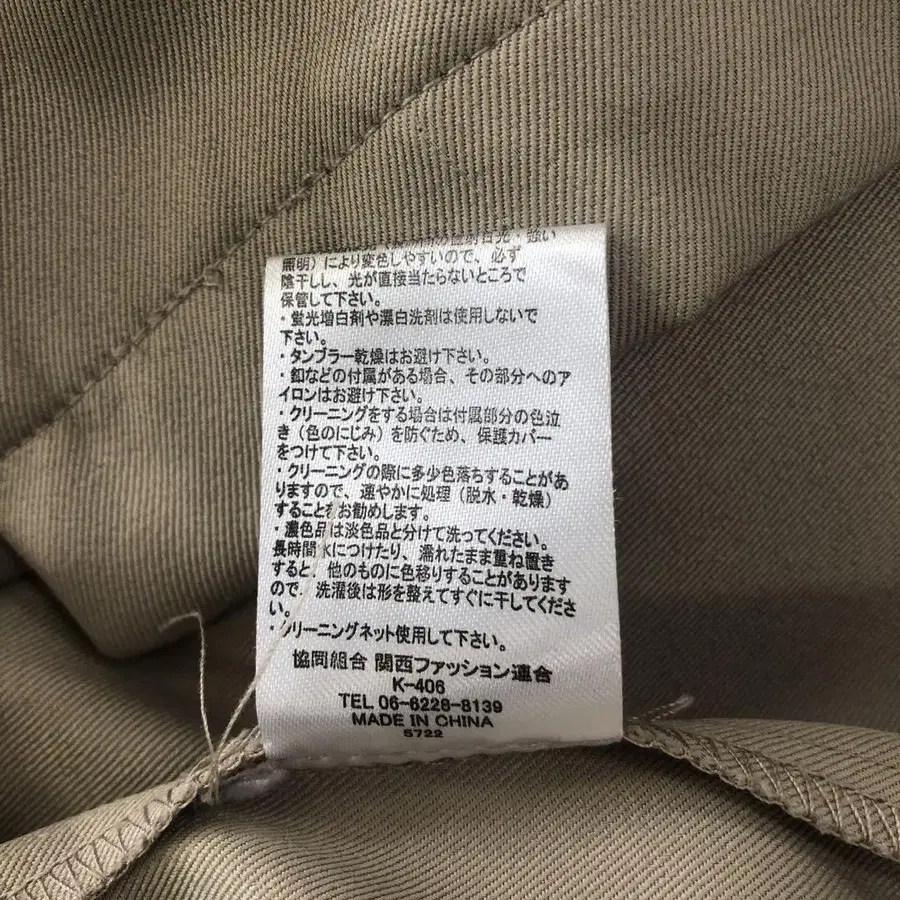 の直射日光・強い
照明）により変色しやすいので、必ず
陰干しし、光が直接当たらないところで
保管して下さい。
・蛍光増白剤や漂白洗剤は使用しないで
下さい。
・タンブラー乾燥はお避け下さい。
・釦などの付属がある場合、その部分へのア
イロンはお避け下さい。
・クリーニングをする場合は付属部分の色泣
き（色のにじみ）を防ぐため、保護カバー
をつけて下さい。
・クリーニングの際に多少色落ちすることがあ
りますので、速やかに処理（脱水・乾燥）
することをお勧めします。
・濃色品は淡色品と分けて洗ってください。
長時間水につけたり、濡れたまま重ね置き
すると、他のものに色移りすることがあります
ので、洗濯後は形を整えてすぐに干してくださ
い。
・クリーニングネット使用して下さい。
協同組合 関西ファッション連合
K-406
TEL 06-6228-8139
MADE IN CHINA
5722